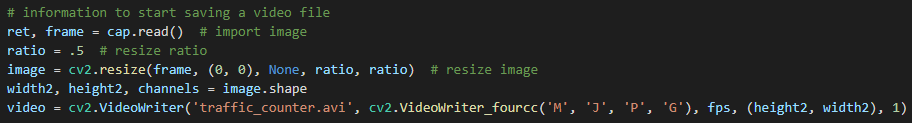 # information to start saving a video file
ret, frame = cap.read()  # import image
ratio = .5  # resize ratio
image = cv2.resize(frame, (0, 0), None, ratio, ratio)  # resize image
width2, height2, channels = image.shape
video = cv2.VideoWriter('traffic_counter.avi', cv2.VideoWriter_fourcc('M', 'J', 'P', 'G'), fps, (height2, width2), 1)